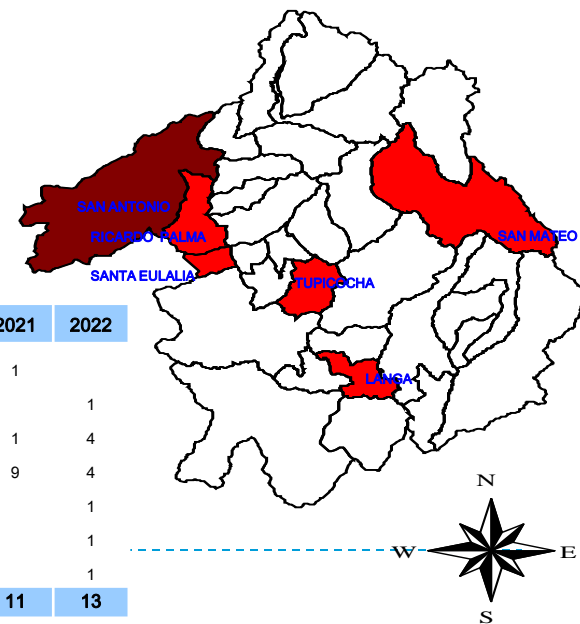 SAN ANTONIO
RICARDO PALMA
SAN MATEO
SANTA EULALIA
TUPICOCHA
LANGA
2021 2022
1
1
1 4
9 4
1
1
1
11 13
N
W E
S